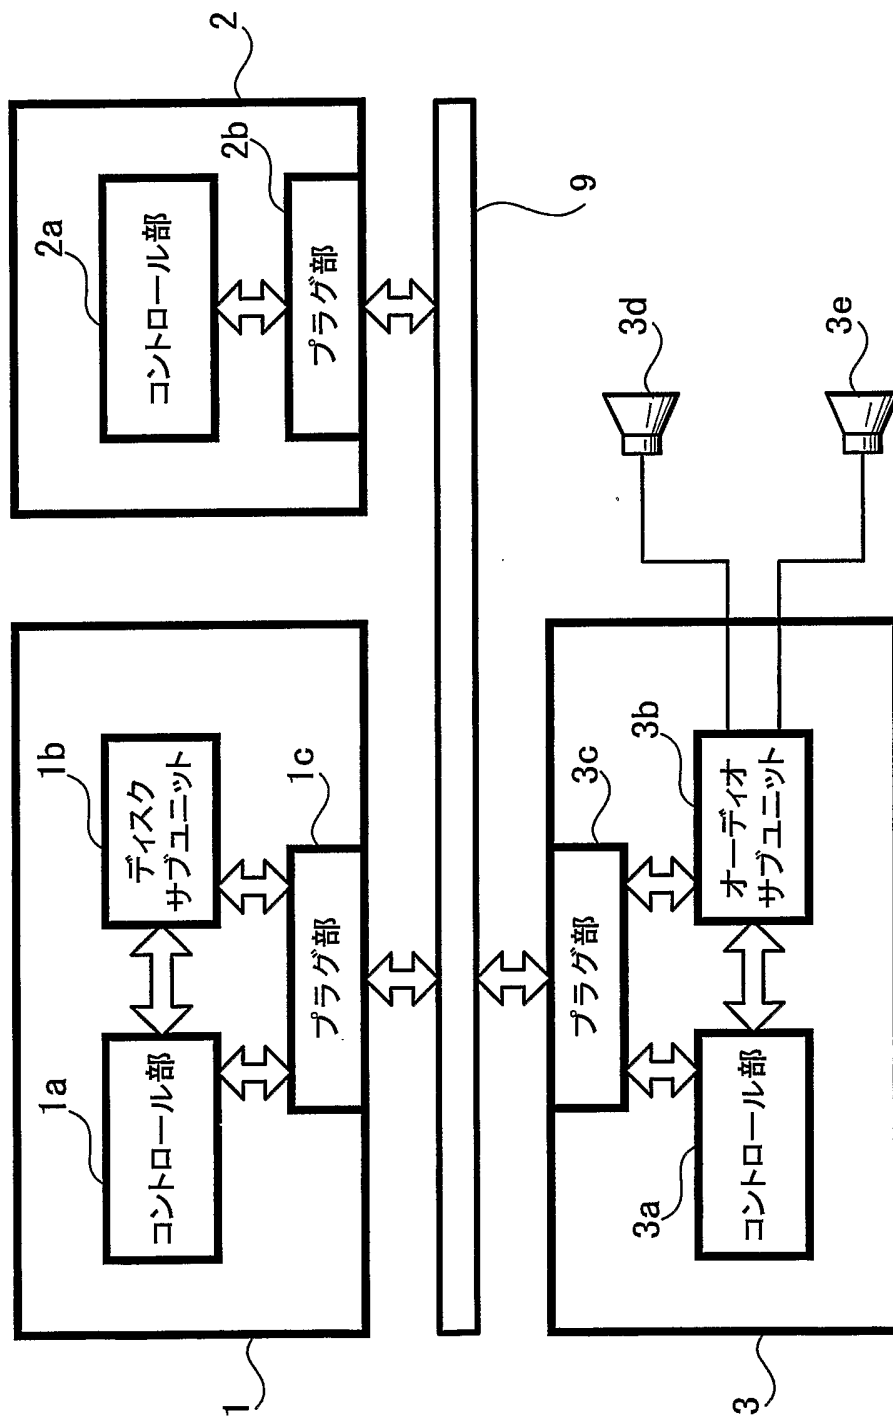 1
1a
コントロール部
1b
ディスク
サブユニット
1c
プラグ部
2
2a
コントロール部
2b
プラグ部
9
3
3a
コントロール部
3b
オーディオ
サブユニット
3c
プラグ部
3d
3e